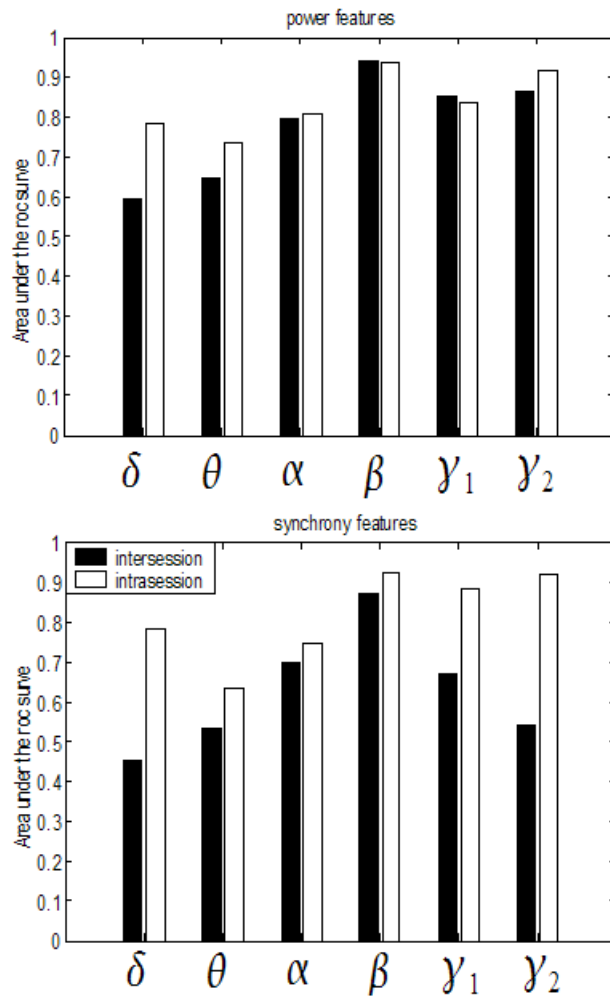 power features
1
0.9
0.8
0.7
0.6
0.5
0.4
0.3
0.2
0.1
0
Area under the roc surve
δ θ α β γ1 γ2
synchrony features
intersession
intrasession
1
0.9
0.8
0.7
0.6
0.5
0.4
0.3
0.2
0.1
0
Area under the roc surve
δ θ α β γ1 γ2